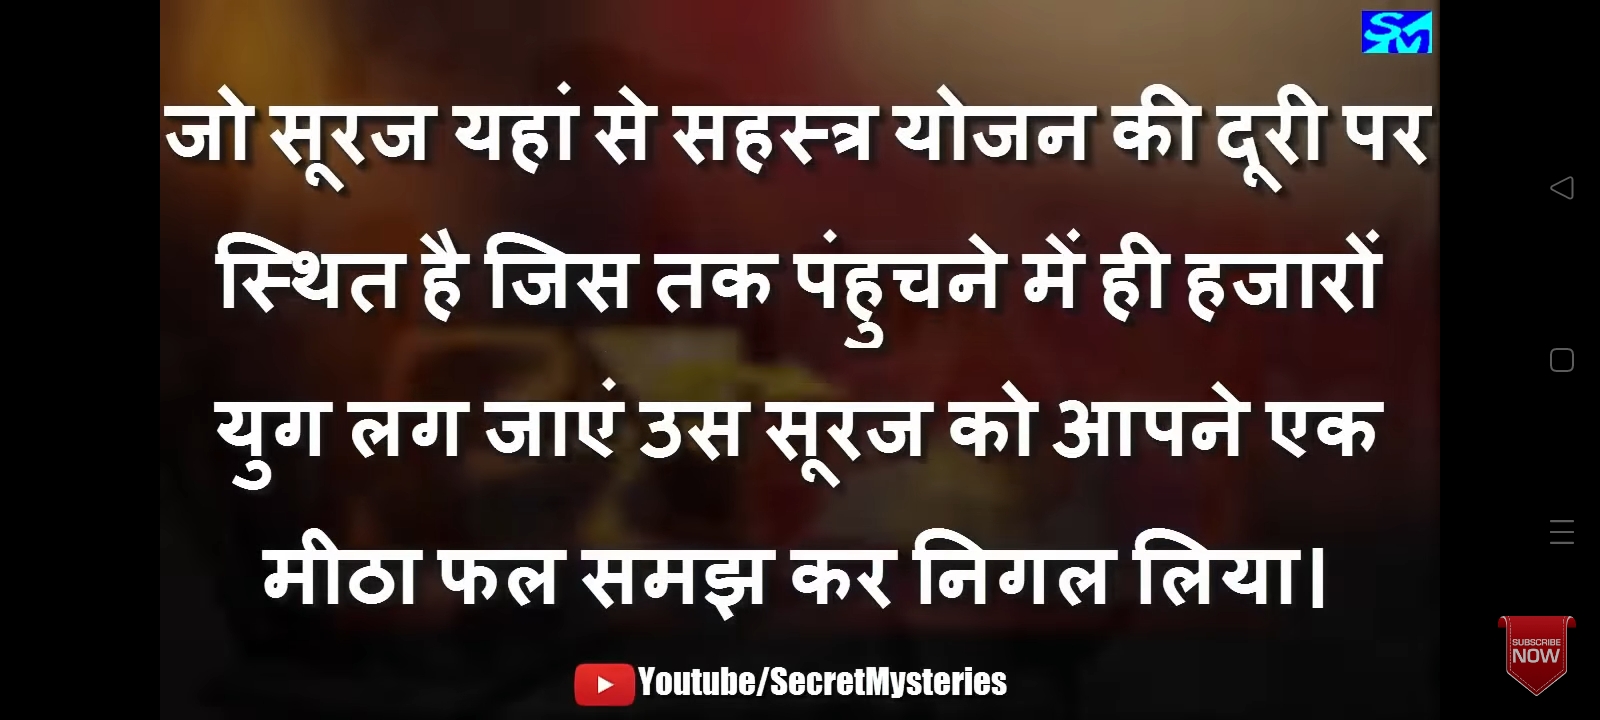 SM
जो सूरज यहां से सहस्त्र योजन की दूरी पर
स्थित है जिस तक पंहुचने में ही हजारों
युग लग जाएं उस सूरज को आपने एक
मीठा फल समझ कर निगल लिया।
Youtube/SecretMysteries
SUBSCRIBE
NOW